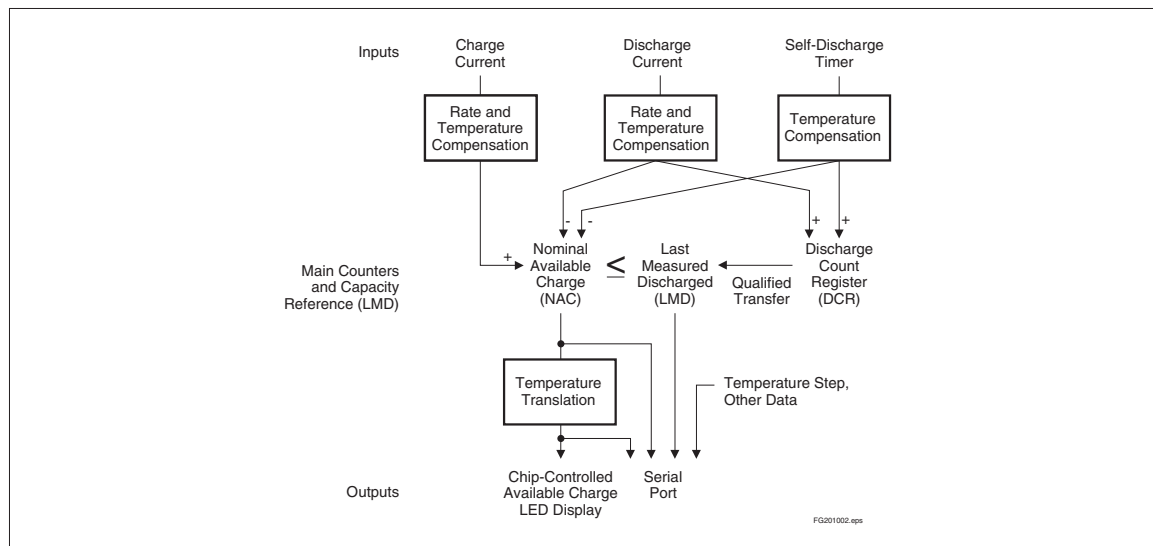 Inputs
Charge
Current
Discharge
Current
Self-Discharge
Timer
Rate and
Temperature
Compensation
Rate and
Temperature
Compensation
Temperature
Compensation
- -
+ +
+
Main Counters
and Capacity
Reference (LMD)
Nominal
Available
Charge
(NAC)
≤
Last
Measured
Discharged
(LMD)
Qualified
Transfer
Discharge
Count
Register
(DCR)
Temperature
Translation
Temperature Step,
Other Data
Outputs
Chip-Controlled
Available Charge
LED Display
Serial
Port
FG201002.eps